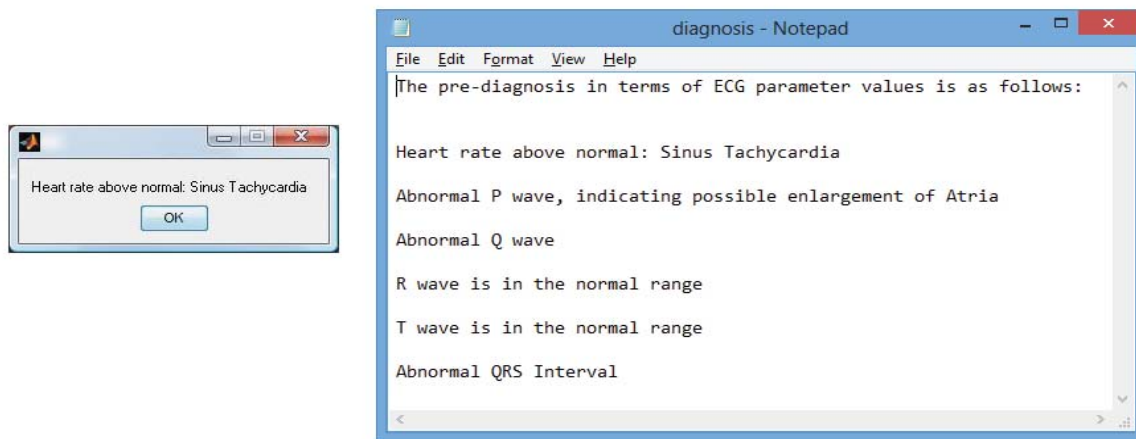 Heart rate above normal: Sinus Tachycardia
OK
diagnosis - Notepad
File Edit Format View Help
The pre-diagnosis in terms of ECG parameter values is as follows:
Heart rate above normal: Sinus Tachycardia
Abnormal P wave, indicating possible enlargement of Atria
Abnormal Q wave
R wave is in the normal range
T wave is in the normal range
Abnormal QRS Interval